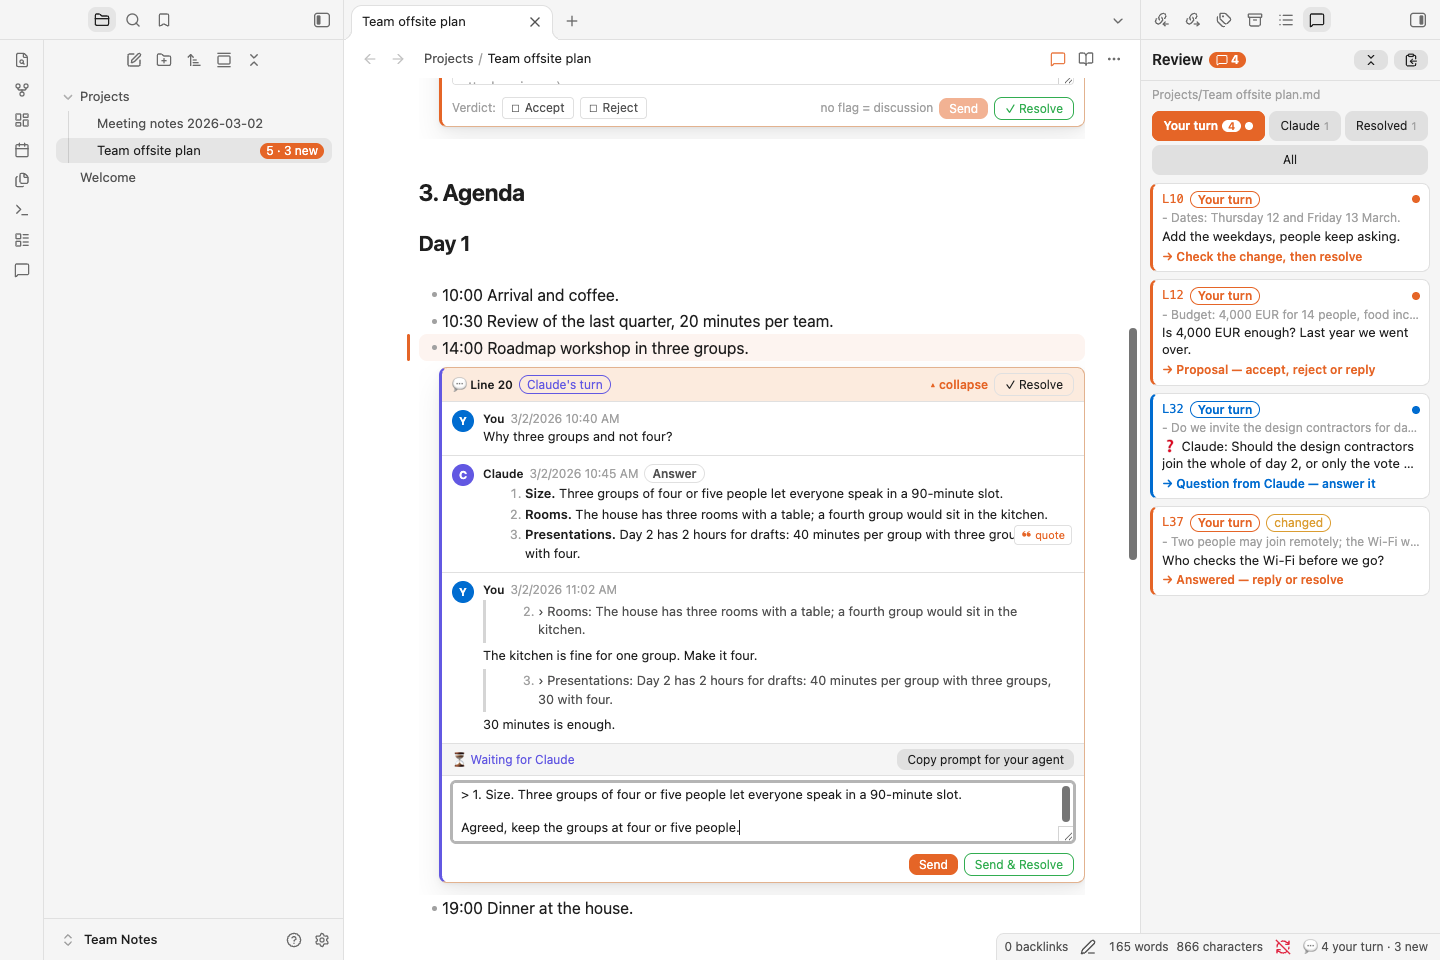 Team offsite plan
Projects / Team offsite plan
Projects
Meeting notes 2026-03-02
Team offsite plan
5 · 3 new
Welcome
Team Notes
Verdict:
Accept
Reject
no flag = discussion
Send
✓ Resolve
3. Agenda
Day 1
10:00 Arrival and coffee.
10:30 Review of the last quarter, 20 minutes per team.
14:00 Roadmap workshop in three groups.
Line 20
Claude's turn
collapse
✓ Resolve
Y
You 3/2/2026 10:40 AM
Why three groups and not four?
C
Claude 3/2/2026 10:45 AM Answer
1. Size. Three groups of four or five people let everyone speak in a 90-minute slot.
2. Rooms. The house has three rooms with a table; a fourth group would sit in the kitchen.
3. Presentations. Day 2 has 2 hours for drafts: 40 minutes per group with three
with four.
quote
Y
You 3/2/2026 11:02 AM
2. › Rooms: The house has three rooms with a table; a fourth group would sit in the
kitchen.
The kitchen is fine for one group. Make it four.
3. › Presentations: Day 2 has 2 hours for drafts: 40 minutes per group with three groups,
30 with four.
30 minutes is enough.
Waiting for Claude
Copy prompt for your agent
> 1. Size. Three groups of four or five people let everyone speak in a 90-minute slot.
Agreed, keep the groups at four or five people.
Send
Send & Resolve
19:00 Dinner at the house.
Review
4
Projects/Team offsite plan.md
Your turn 4
Claude 1
Resolved 1
All
L10 Your turn
- Dates: Thursday 12 and Friday 13 March.
Add the weekdays, people keep asking.
→ Check the change, then resolve
L12 Your turn
- Budget: 4,000 EUR for 14 people, food inc...
Is 4,000 EUR enough? Last year we went
over.
→ Proposal — accept, reject or reply
L32 Your turn
- Do we invite the design contractors for da...
❓ Claude: Should the design contractors
join the whole of day 2, or only the vote ...
→ Question from Claude — answer it
L37 Your turn changed
- Two people may join remotely; the Wi-Fi w...
Who checks the Wi-Fi before we go?
→ Answered — reply or resolve
0 backlinks
165 words
866 characters
4 your turn · 3 new